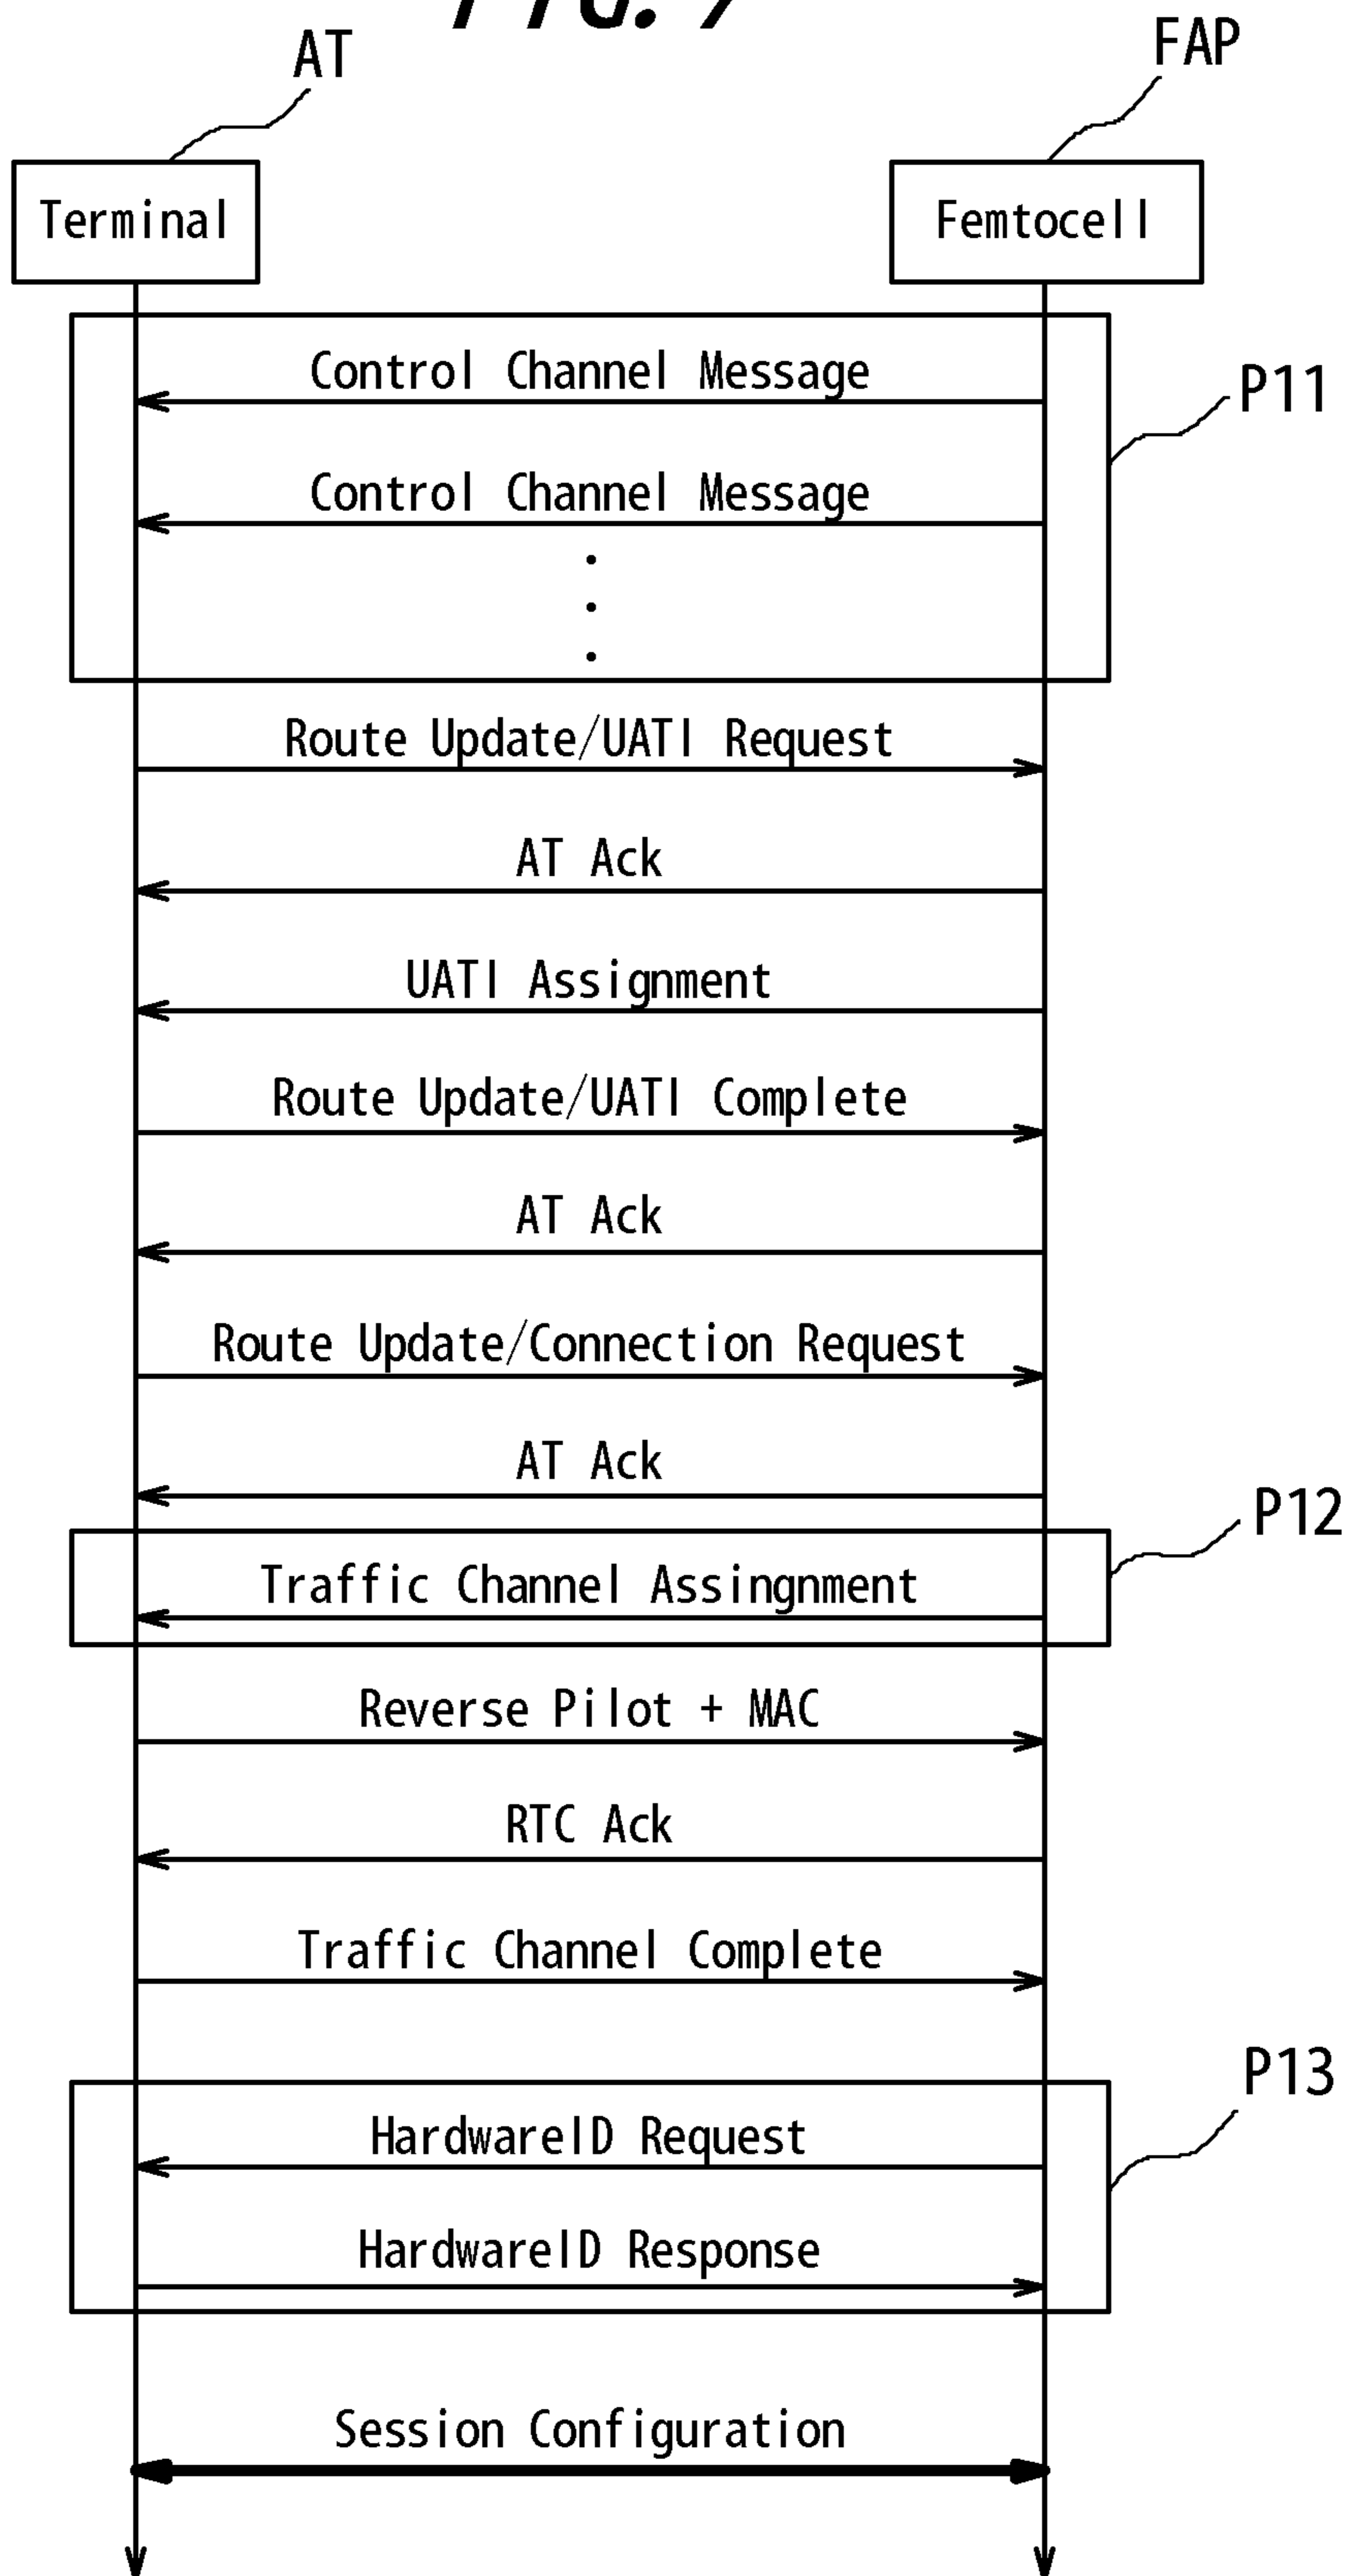 FIG. 7
AT
FAP
Terminal
Femtocell
Control Channel Message
P11
Control Channel Message
Route Update/UATI Request
AT Ack
UATI Assignment
Route Update/UATI Complete
AT Ack
Route Update/Connection Request
AT Ack
P12
Traffic Channel Assingnment
Reverse Pilot + MAC
RTC Ack
Traffic Channel Complete
P13
HardwareID Request
HardwareID Response
Session Configuration